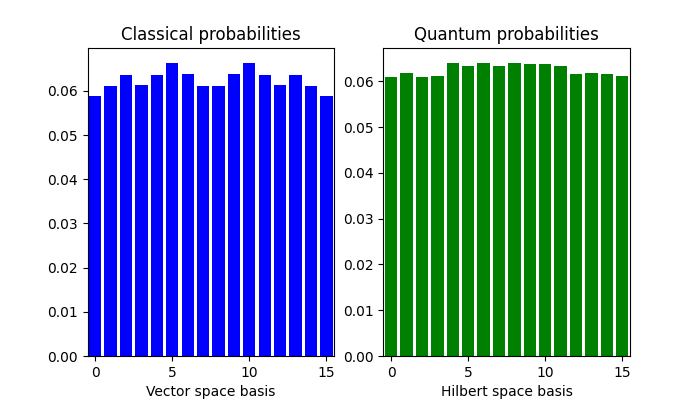 Classical probabilities
0.06
0.05
0.04
0.03
0.02
0.01
0.00
0 5 10 15
Vector space basis
Quantum probabilities
0.06
0.05
0.04
0.03
0.02
0.01
0.00
0 5 10 15
Hilbert space basis